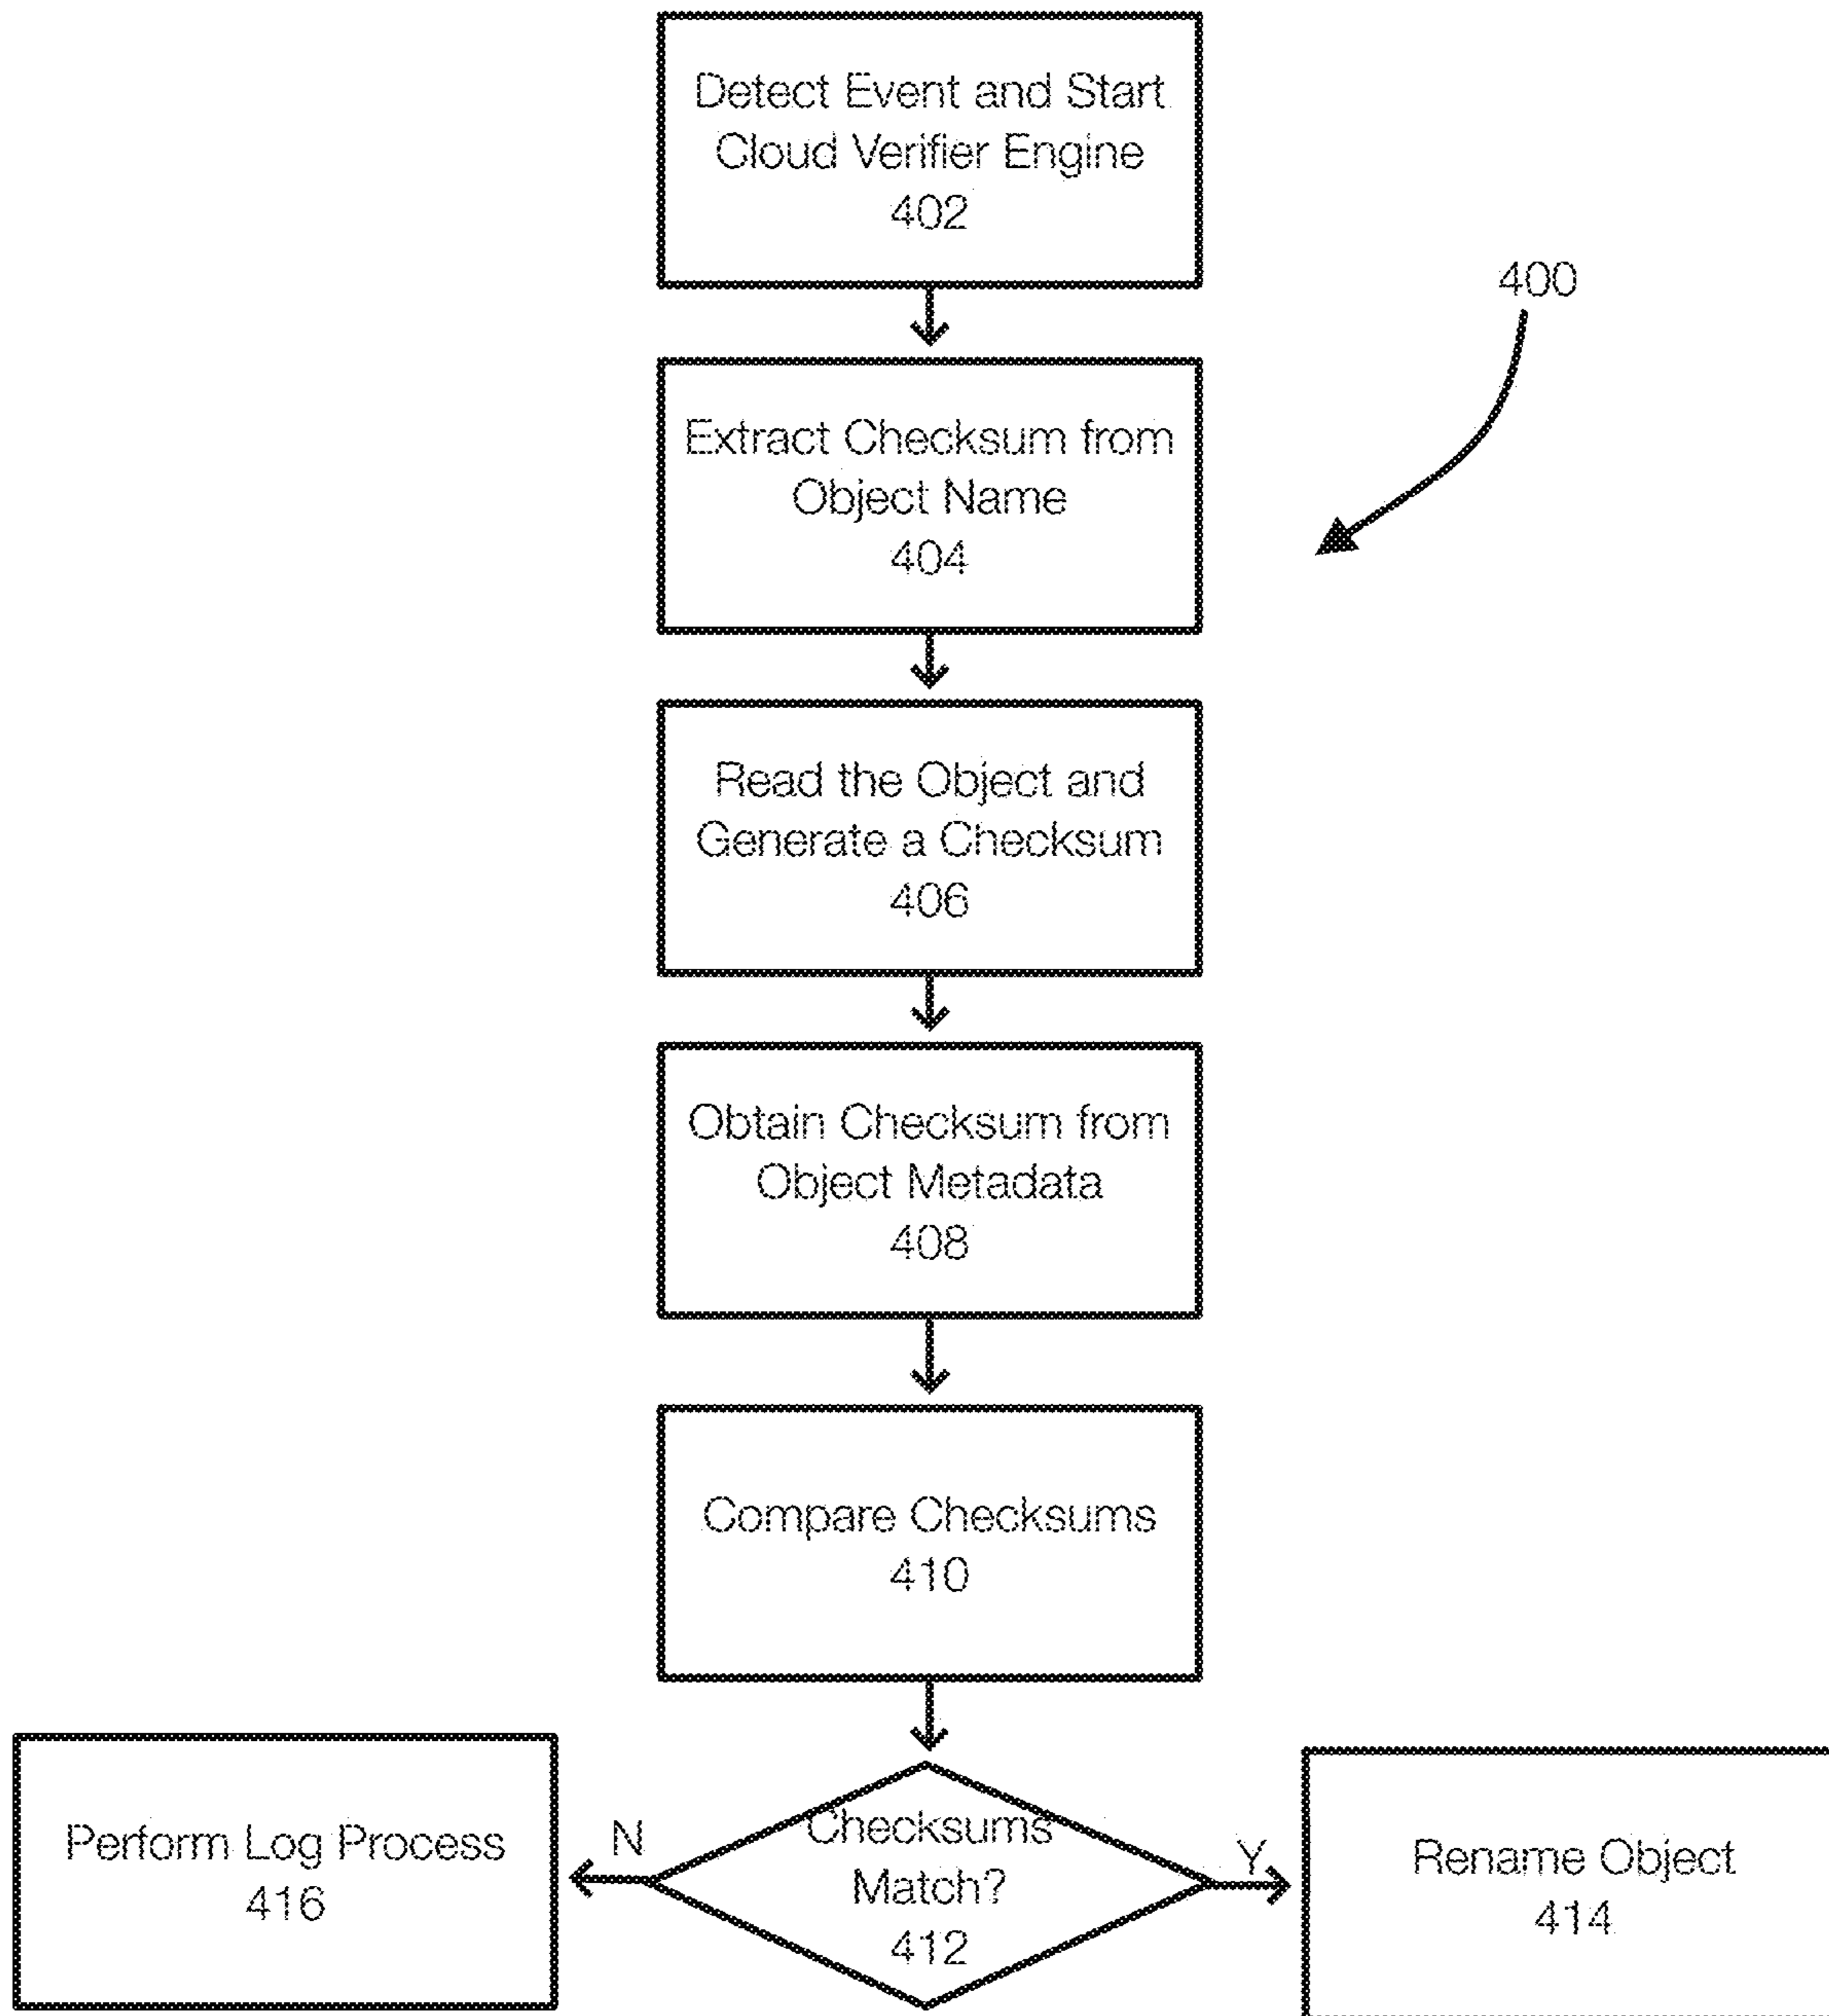 Detect Event and Start
Cloud Verifier Engine
402
400
Extract Checksum from
Object Name
404
Read the Object and
Generate a Checksum
406
Obtain Checksum from
Object Metadata
408
Compare Checksums
410
Perform Log Process
416
N
Checksums
Match?
412
Y
Rename Object
414